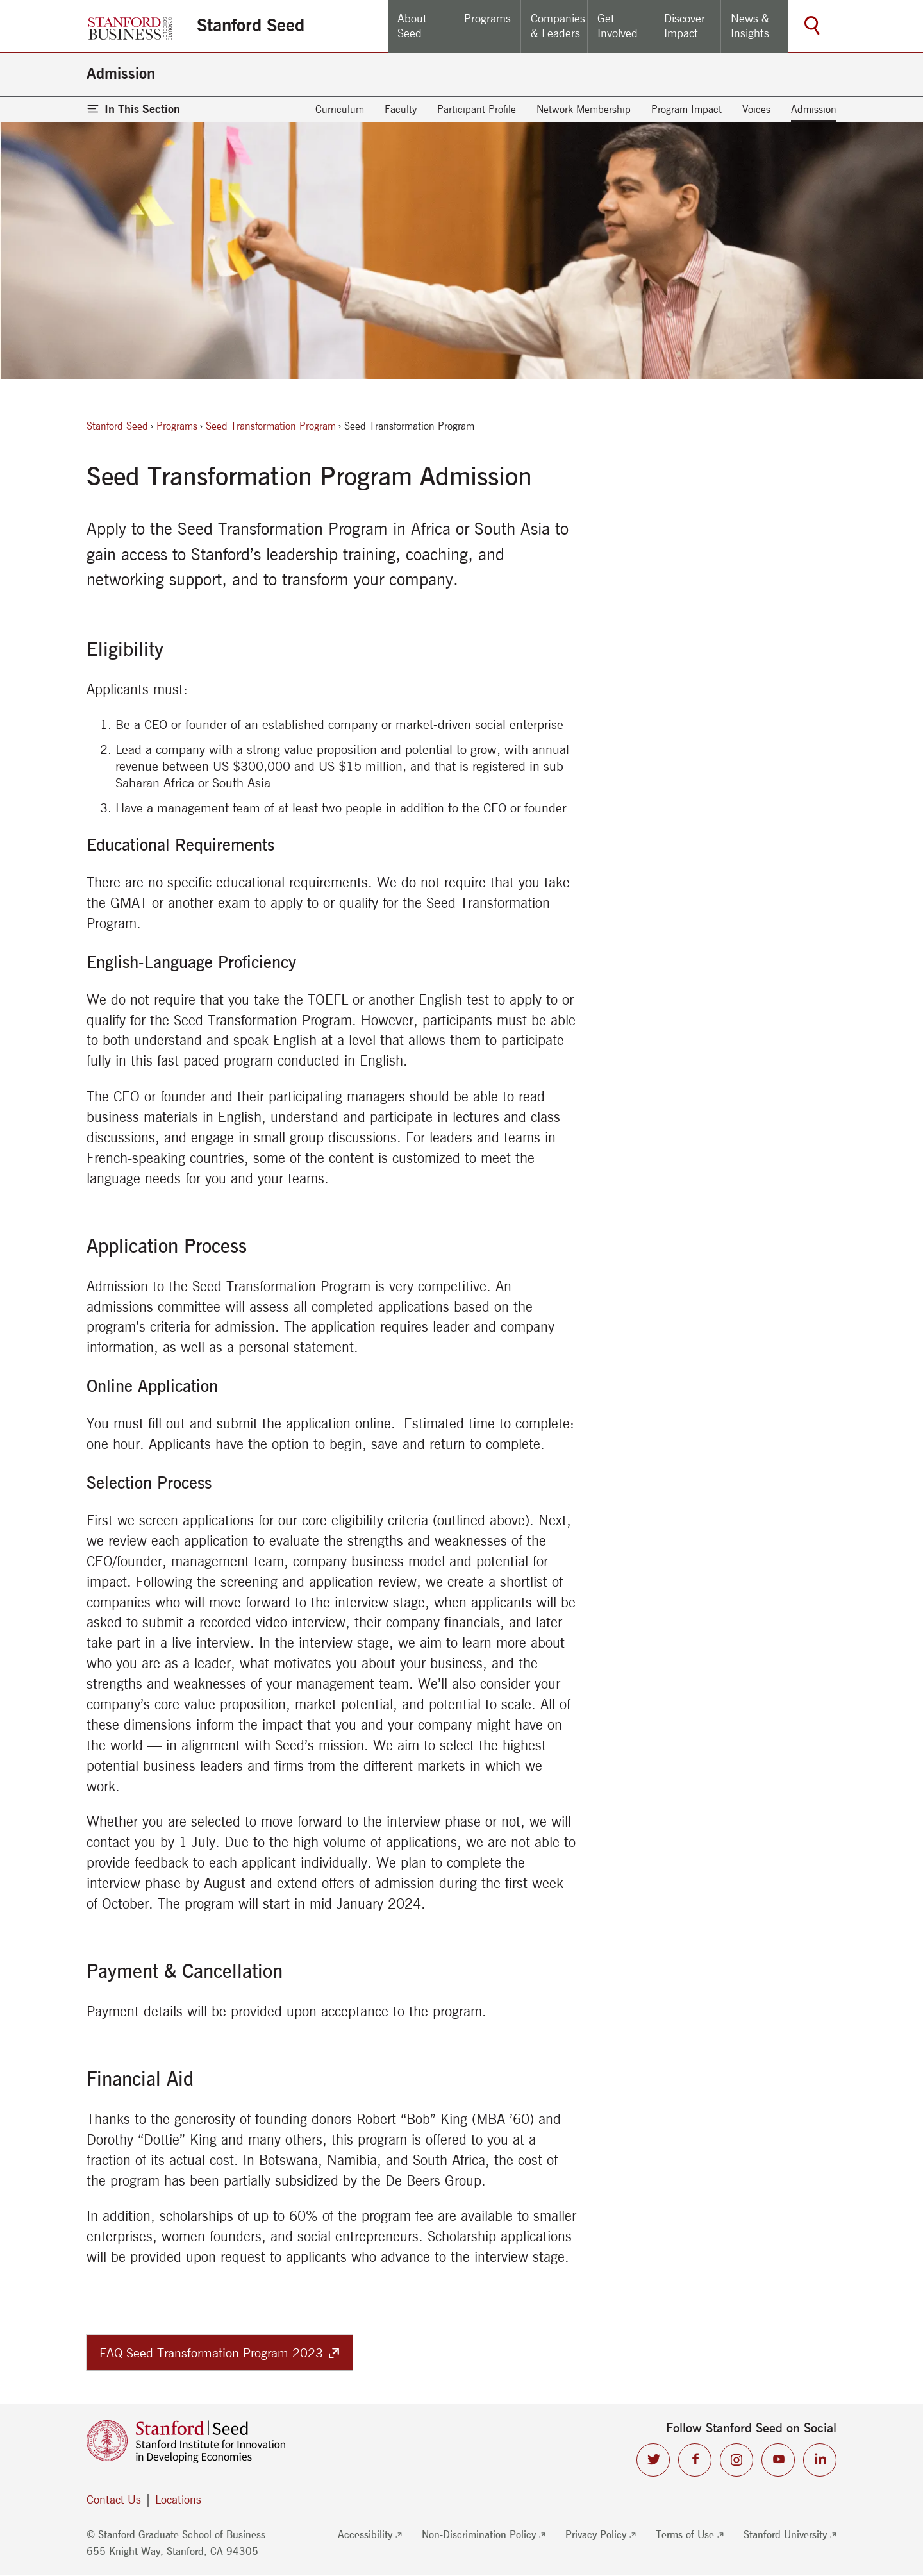 STANFORD
BUSINESS
GRADUATE
SCHOOL OF
Stanford Seed
About
Seed
Programs
Companies
& Leaders
Get
Involved
Discover
Impact
News &
Insights
Admission
In This Section
Curriculum
Faculty
Participant Profile
Network Membership
Program Impact
Voices
Admission
Stanford Seed › Programs › Seed Transformation Program › Seed Transformation Program
Seed Transformation Program Admission
Apply to the Seed Transformation Program in Africa or South Asia to
gain access to Stanford’s leadership training, coaching, and
networking support, and to transform your company.
Eligibility
Applicants must:
1. Be a CEO or founder of an established company or market-driven social enterprise
2. Lead a company with a strong value proposition and potential to grow, with annual
revenue between US $300,000 and US $15 million, and that is registered in sub-
Saharan Africa or South Asia
3. Have a management team of at least two people in addition to the CEO or founder
Educational Requirements
There are no specific educational requirements. We do not require that you take
the GMAT or another exam to apply to or qualify for the Seed Transformation
Program.
English-Language Proficiency
We do not require that you take the TOEFL or another English test to apply to or
qualify for the Seed Transformation Program. However, participants must be able
to both understand and speak English at a level that allows them to participate
fully in this fast-paced program conducted in English.
The CEO or founder and their participating managers should be able to read
business materials in English, understand and participate in lectures and class
discussions, and engage in small-group discussions. For leaders and teams in
French-speaking countries, some of the content is customized to meet the
language needs for you and your teams.
Application Process
Admission to the Seed Transformation Program is very competitive. An
admissions committee will assess all completed applications based on the
program’s criteria for admission. The application requires leader and company
information, as well as a personal statement.
Online Application
You must fill out and submit the application online.  Estimated time to complete:
one hour. Applicants have the option to begin, save and return to complete.
Selection Process
First we screen applications for our core eligibility criteria (outlined above). Next,
we review each application to evaluate the strengths and weaknesses of the
CEO/founder, management team, company business model and potential for
impact. Following the screening and application review, we create a shortlist of
companies who will move forward to the interview stage, when applicants will be
asked to submit a recorded video interview, their company financials, and later
take part in a live interview. In the interview stage, we aim to learn more about
who you are as a leader, what motivates you about your business, and the
strengths and weaknesses of your management team. We’ll also consider your
company’s core value proposition, market potential, and potential to scale. All of
these dimensions inform the impact that you and your company might have on
the world — in alignment with Seed’s mission. We aim to select the highest
potential business leaders and firms from the different markets in which we
work.
Whether you are selected to move forward to the interview phase or not, we will
contact you by 1 July. Due to the high volume of applications, we are not able to
provide feedback to each applicant individually. We plan to complete the
interview phase by August and extend offers of admission during the first week
of October. The program will start in mid-January 2024.
Payment & Cancellation
Payment details will be provided upon acceptance to the program.
Financial Aid
Thanks to the generosity of founding donors Robert “Bob” King (MBA ’60) and
Dorothy “Dottie” King and many others, this program is offered to you at a
fraction of its actual cost. In Botswana, Namibia, and South Africa, the cost of
the program has been partially subsidized by the De Beers Group.
In addition, scholarships of up to 60% of the program fee are available to smaller
enterprises, women founders, and social entrepreneurs. Scholarship applications
will be provided upon request to applicants who advance to the interview stage.
FAQ Seed Transformation Program 2023
Stanford Seed
Stanford Institute for Innovation
in Developing Economies
Follow Stanford Seed on Social
Contact Us | Locations
© Stanford Graduate School of Business
655 Knight Way, Stanford, CA 94305
Accessibility
Non-Discrimination Policy
Privacy Policy
Terms of Use
Stanford University